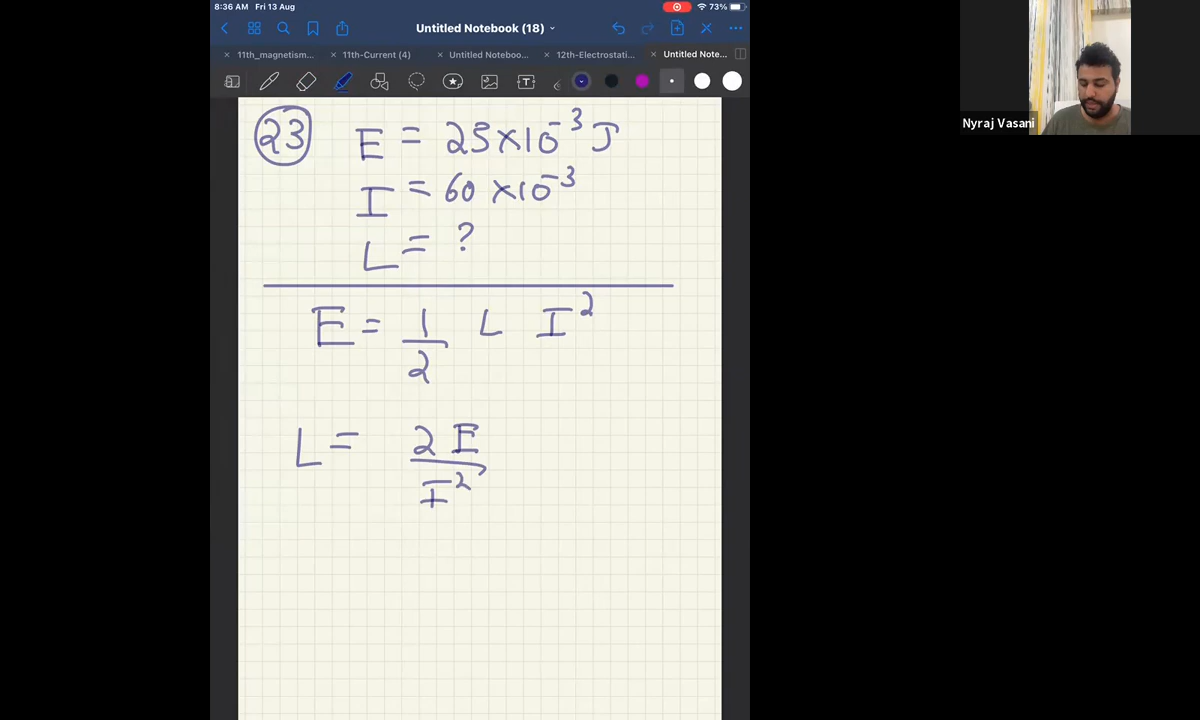 8:36 AM Fri 13 Aug
73%
Untitled Notebook (18)
11th_magnetism...
11th-Current (4)
Untitled Noteboo...
12th-Electrostati...
Untitled Note...
23
E = 25×10⁻³ J
I = 60 ×10⁻³
L = ?
E = 1/2 L I²
L = 2 E / I²
Nyraj Vasani